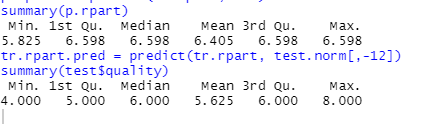 summary(p.rpart)
Min. 1st Qu. Median Mean 3rd Qu. Max.
5.825 6.598 6.598 6.405 6.598 6.598
tr.rpart.pred = predict(tr.rpart, test.norm[,-12])
summary(test$quality)
Min. 1st Qu. Median Mean 3rd Qu. Max.
4.000 5.000 6.000 5.625 6.000 8.000